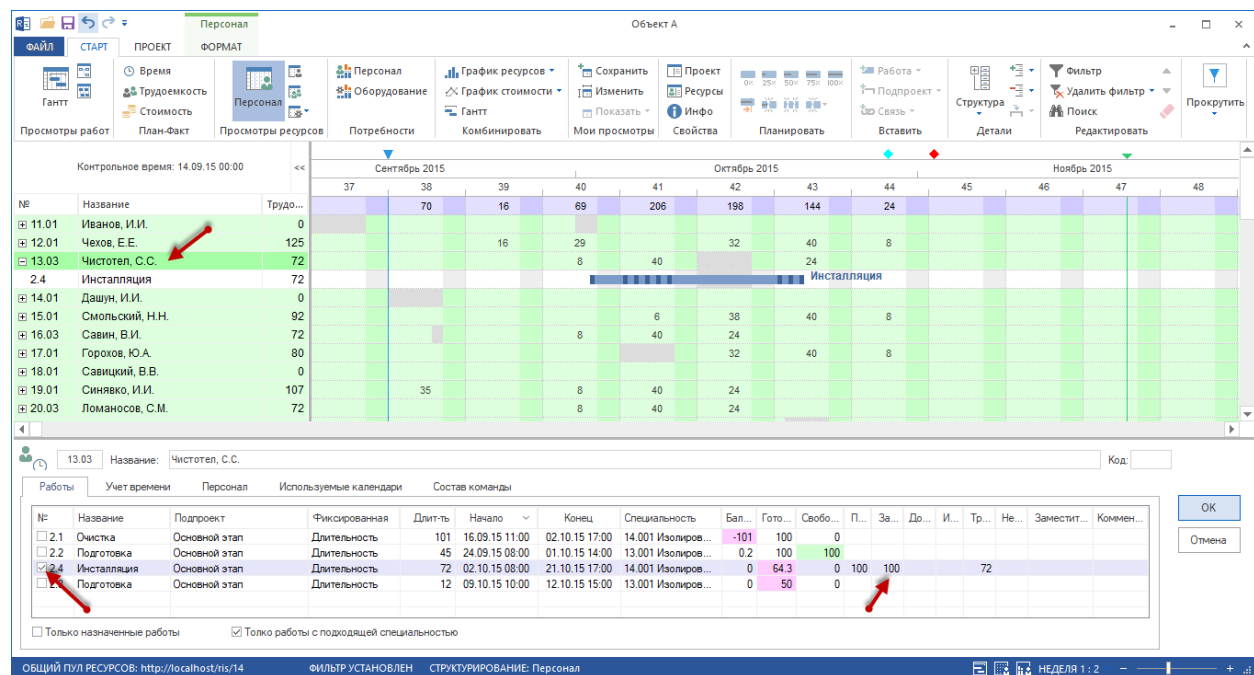 Персонал Объект А
ФАЙЛ СТАРТ ПРОЕКТ ФОРМАТ
Время Персонал График ресурсов Сохранить Проект 0× 25× 50× 75× 100× Работа Фильтр
Гантт Трудоемкость Персонал Оборудование График стоимости Изменить Ресурсы Подпроект Структура Удалить фильтр Прокрутить
Стоимость Гантт Показать Инфо Связь Поиск
Просмотры работ План-Факт Просмотры ресурсов Потребности Комбинировать Мои просмотры Свойства Планировать Вставить Детали Редактировать
Контрольное время: 14.09.15 00:00 << Сентябрь 2015 Октябрь 2015 Ноябрь 2015
37 38 39 40 41 42 43 44 45 46 47 48
№ Название Трудо... 70 16 69 206 198 144 24
11.01 Иванов, И.И. 0
12.01 Чехов, Е.Е. 125 16 29 32 40 8
13.03 Чистотел, С.С. 72 8 40 24
2.4 Инсталляция 72 Инсталляция
14.01 Дашун, И.И. 0
15.01 Смольский, Н.Н. 92 6 38 40 8
16.03 Савин, В.И. 72 8 40 24
17.01 Горохов, Ю.А. 80 32 40 8
18.01 Савицкий, В.В. 0
19.01 Синявко, И.И. 107 35 8 40 24
20.03 Ломаносов, С.М. 72 8 40 24
13.03 Название: Чистотел, С.С. Код:
Работы Учет времени Персонал Используемые календари Состав команды
№ Название Подпроект Фиксированная Длит-ть Начало Конец Специальность Бал... Гото... Свобо... П... За... До... И... Тр... Не... Заместит... Коммен...
2.1 Очистка Основной этап Длительность 101 16.09.15 11:00 02.10.15 17:00 14.001 Изолиров... -101 100 0
2.2 Подготовка Основной этап Длительность 45 24.09.15 08:00 01.10.15 14:00 13.001 Изолиров... 0.2 100 100
2.4 Инсталляция Основной этап Длительность 72 02.10.15 08:00 21.10.15 17:00 14.001 Изолиров... 0 64.3 0 100 100 72
Подготовка Основной этап Длительность 12 09.10.15 10:00 12.10.15 15:00 13.001 Изолиров... 0 50 0
OK
Отмена
Только назначенные работы Толко работы с подходящей специальностью
ОБЩИЙ ПУЛ РЕСУРСОВ: http://localhost/ris/14 ФИЛЬТР УСТАНОВЛЕН СТРУКТУРИРОВАНИЕ: Персонал НЕДЕЛЯ 1 : 2